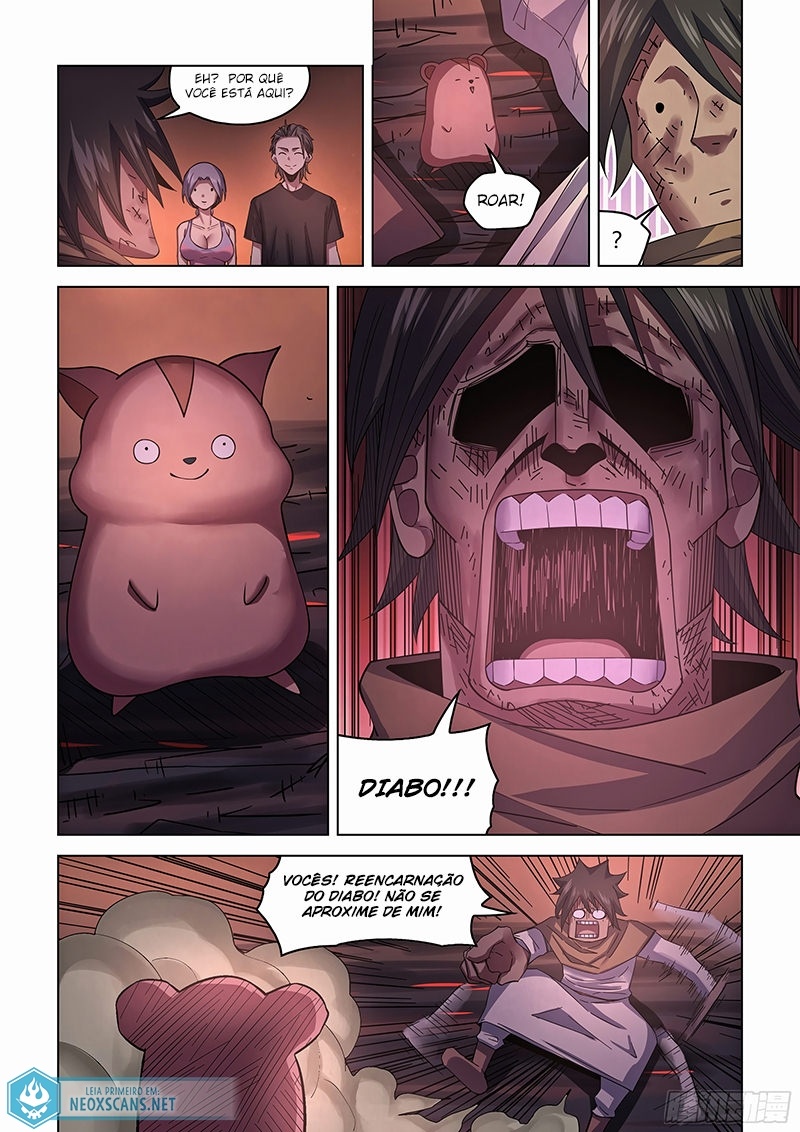 EH? POR QUÊ
VOCÊ ESTÁ AQUI?
ROAR!
?
DIABO!!!
VOCÊS! REENCARNAÇÃO
DO DIABO! NÃO SE
APROXIME DE MIM!
LEIA PRIMEIRO EM:
NEOXSCANS.NET